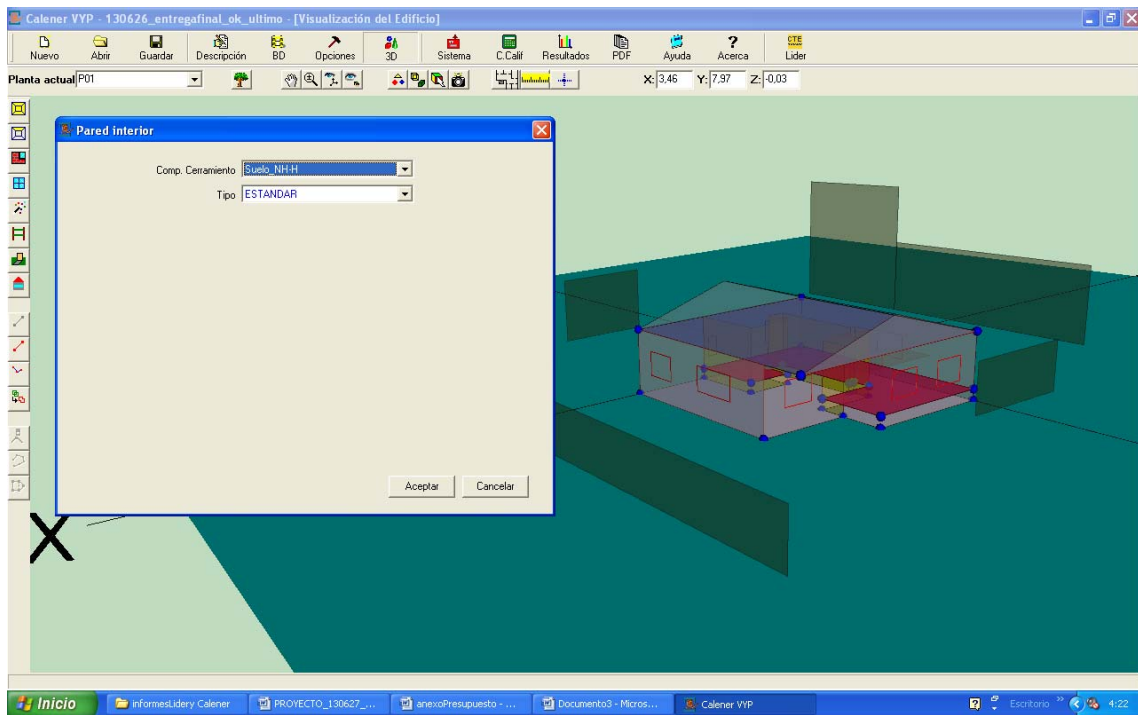 Calener VYP - 130626_entregafinal_ok_ultimo - [Visualización del Edificio]
Nuevo Abrir Guardar Descripción BD Opciones 3D Sistema C.Calif Resultados PDF Ayuda Acerca CTE Lider
Planta actual P01 X: 3,46 Y: 7,97 Z: -0,03
Pared interior
Comp. Cerramiento Suelo_NH-H
Tipo ESTANDAR
Aceptar Cancelar
X
Inicio informesLidery Calener PROYECTO_130627_... anexoPresupuesto - ... Documento3 - Micros... Calener VYP Escritorio » 4:22